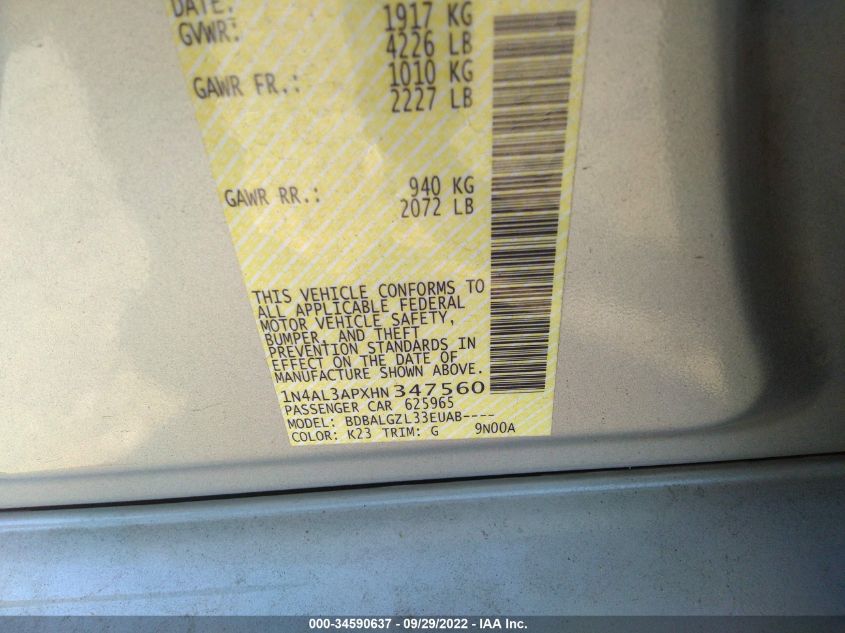 DATE:
1917 KG
GVWR:
4226 LB
1010 KG
GAWR FR.:
2227 LB
940 KG
GAWR RR.:
2072 LB
THIS VEHICLE CONFORMS TO
ALL APPLICABLE FEDERAL
MOTOR VEHICLE SAFETY,
BUMPER, AND THEFT
PREVENTION STANDARDS IN
EFFECT ON THE DATE OF
MANUFACTURE SHOWN ABOVE.
1N4AL3APXHN347560
PASSENGER CAR 625965
MODEL: BDBALGZL33EUAB----
COLOR: K23 TRIM: G 9N00A
000-34590637 - 09/29/2022 - IAA Inc.